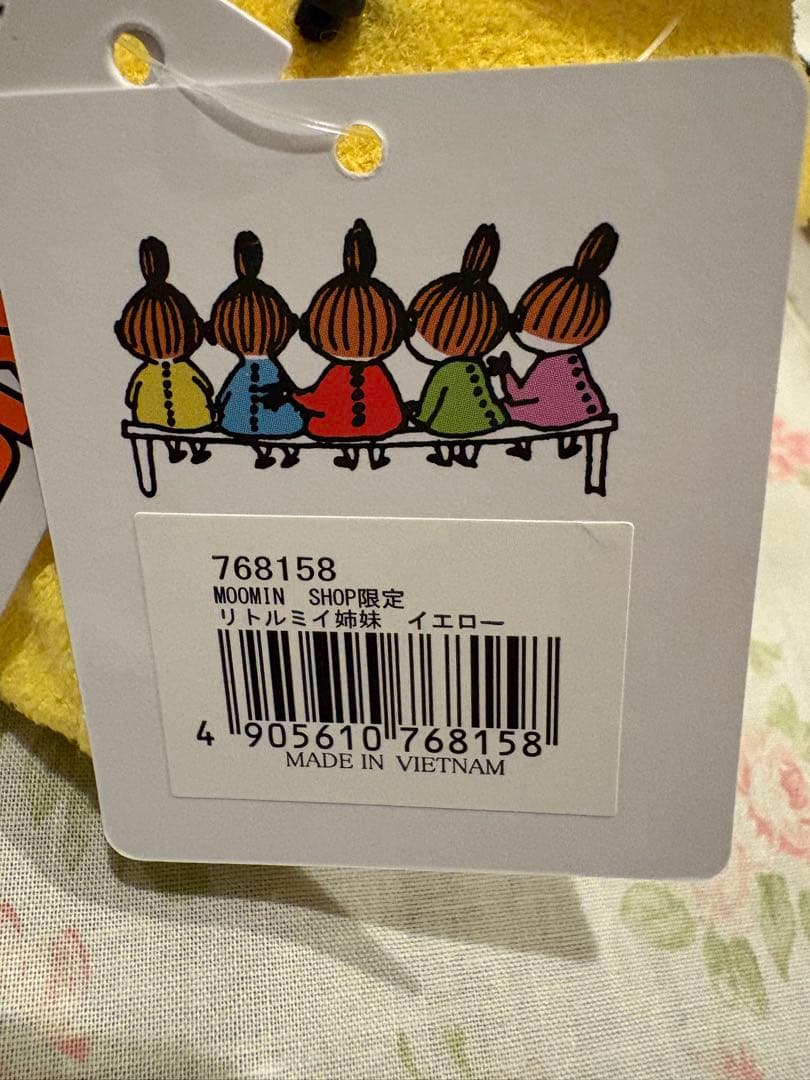 768158
MOOMIN　SHOP限定
リトルミイ姉妹　イエロー
4 905610 768158
MADE IN VIETNAM